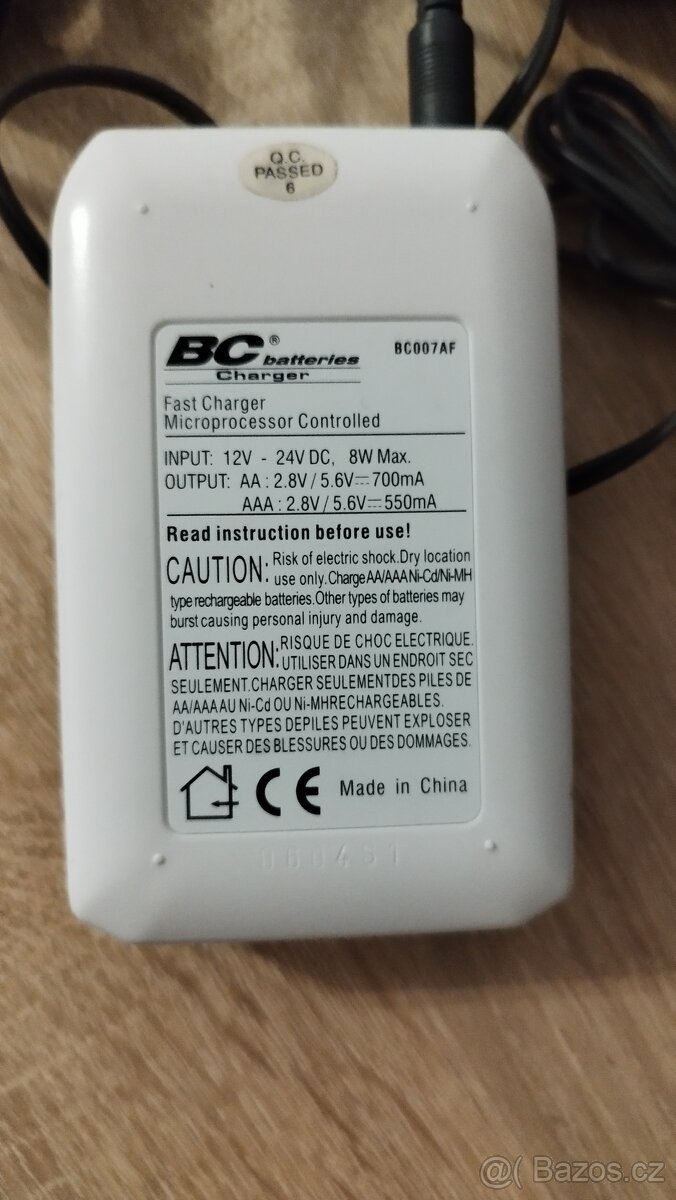 Q.C.
PASSED
6
BC® batteries
Charger
BC007AF
Fast Charger
Microprocessor Controlled
INPUT: 12V - 24V DC, 8W Max.
OUTPUT: AA : 2.8V / 5.6V⎓700mA
AAA : 2.8V / 5.6V⎓550mA
Read instruction before use!
CAUTION: Risk of electric shock. Dry location
use only. Charge AA/AAA Ni-Cd/Ni-MH
type rechargeable batteries. Other types of batteries may
burst causing personal injury and damage.
ATTENTION: RISQUE DE CHOC ELECTRIQUE.
UTILISER DANS UN ENDROIT SEC
SEULEMENT. CHARGER SEULEMENTDES PILES DE
AA/AAA AU Ni-Cd OU Ni-MHRECHARGEABLES.
D'AUTRES TYPES DEPILES PEUVENT EXPLOSER
ET CAUSER DES BLESSURES OU DES DOMMAGES.
CE Made in China
060481
@( Bazos.cz